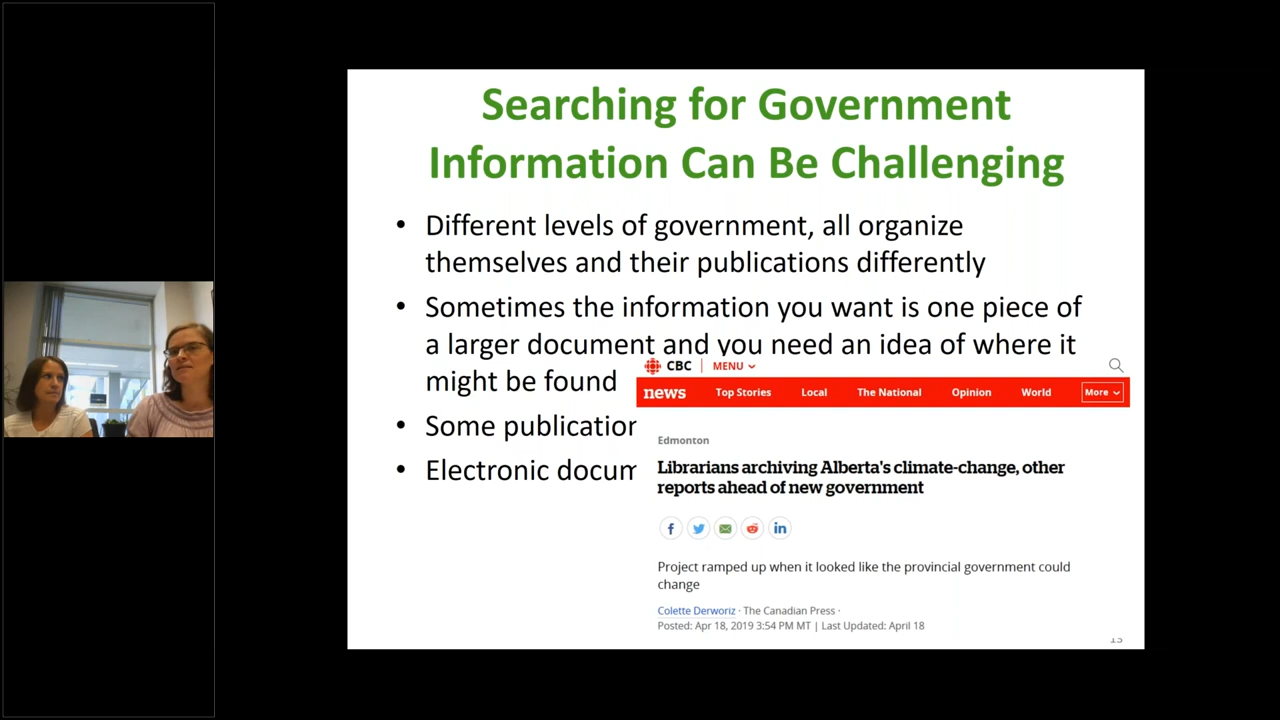 Searching for Government
Information Can Be Challenging
• Different levels of government, all organize
themselves and their publications differently
• Sometimes the information you want is one piece of
a larger document and you need an idea of where it
might be found
• Some
• Electronic
CBC | MENU
news Top Stories Local The National Opinion World More
Edmonton
Librarians archiving Alberta's climate-change, other
reports ahead of new government
Project ramped up when it looked like the provincial government could
change
Colette Derworiz · The Canadian Press ·
Posted: Apr 18, 2019 3:54 PM MT | Last Updated: April 18